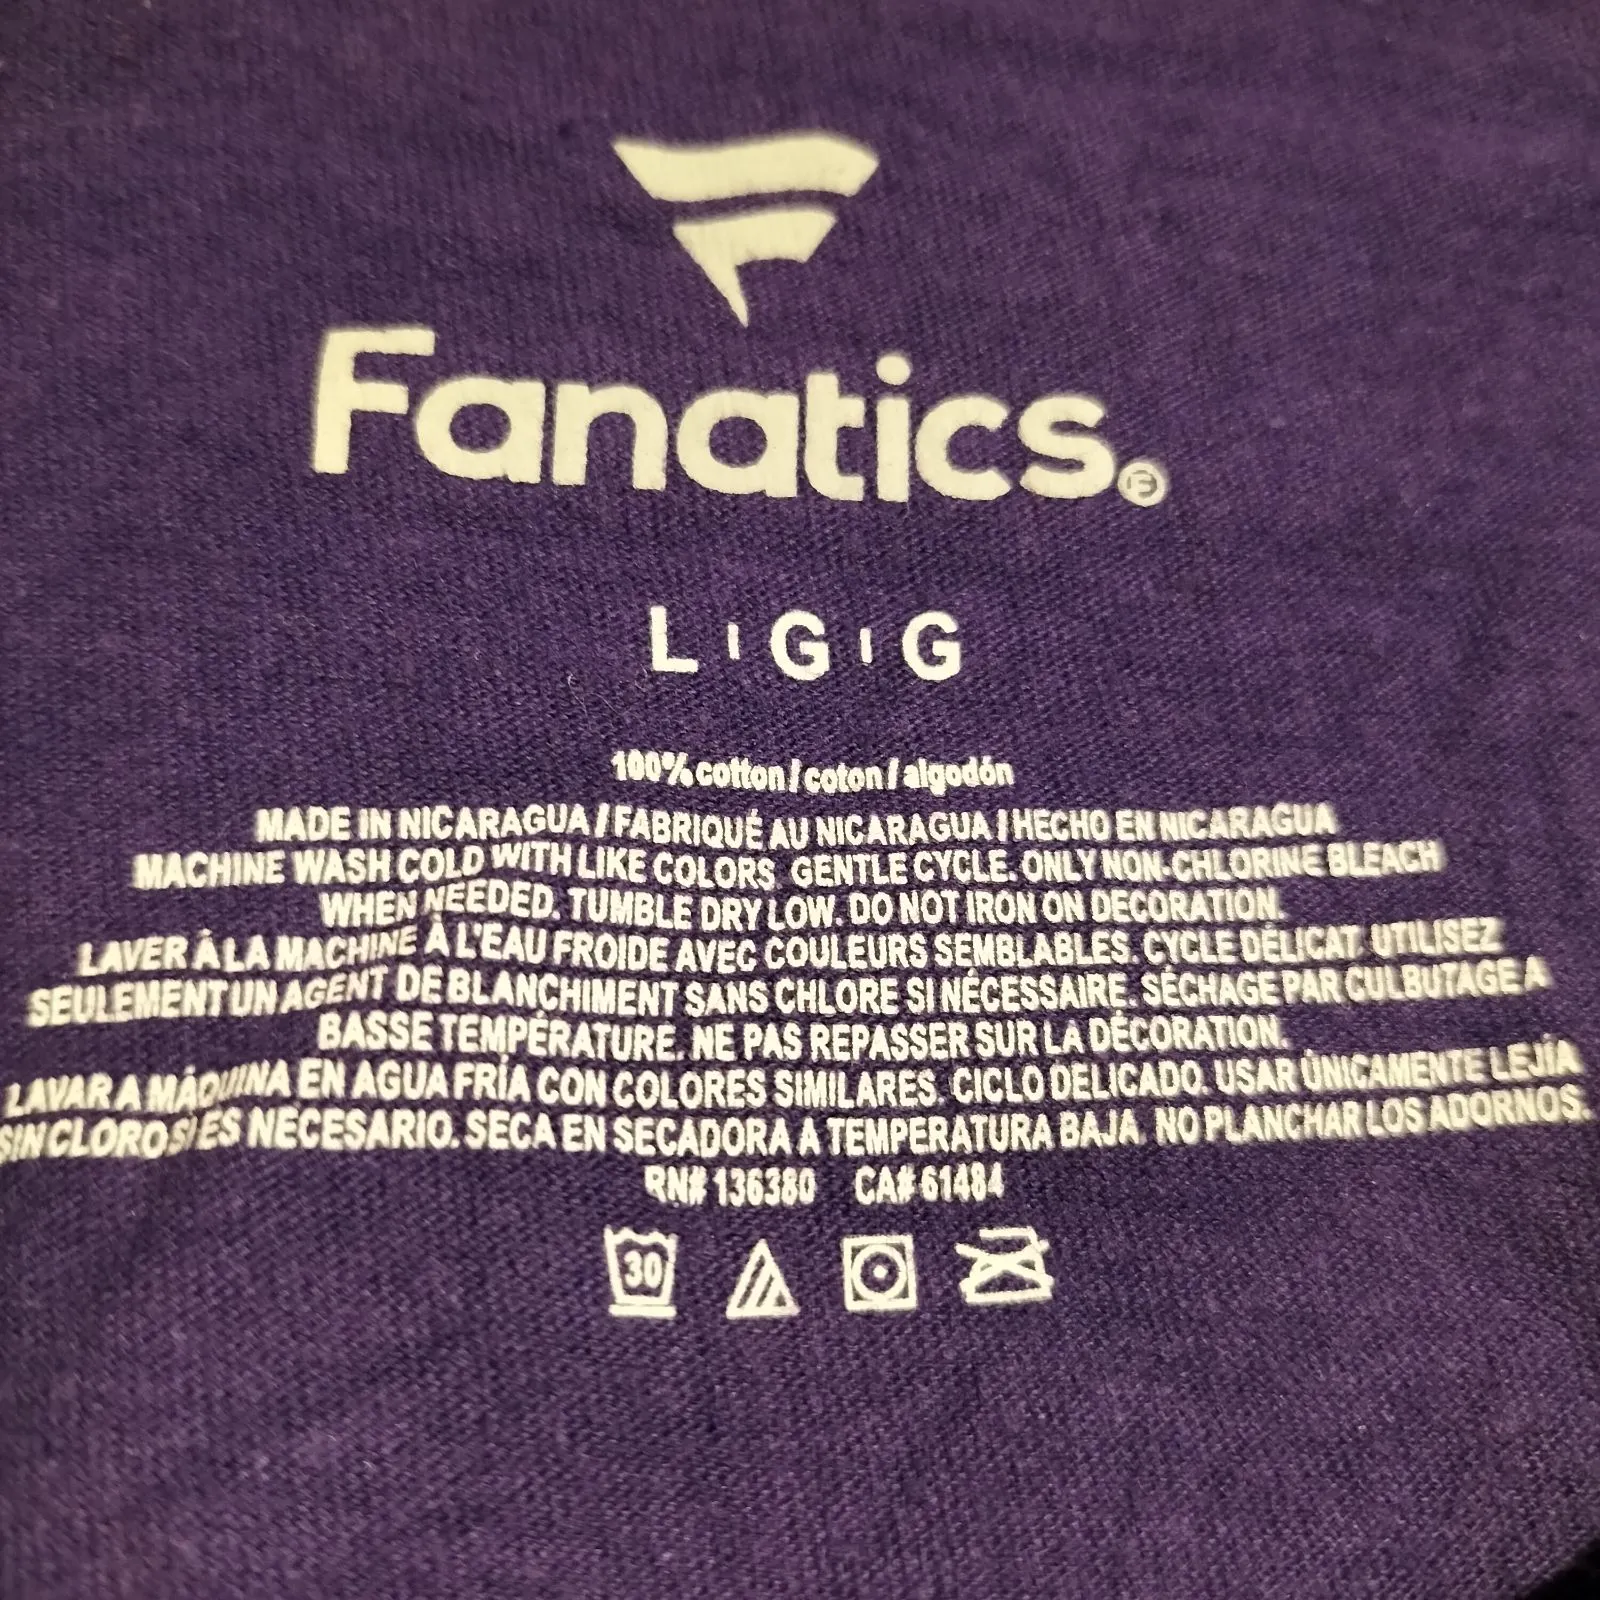 Fanatics®
L | G | G
100% cotton / coton / algodón
MADE IN NICARAGUA / FABRIQUÉ AU NICARAGUA / HECHO EN NICARAGUA
MACHINE WASH COLD WITH LIKE COLORS. GENTLE CYCLE. ONLY NON-CHLORINE BLEACH
WHEN NEEDED. TUMBLE DRY LOW. DO NOT IRON ON DECORATION.
LAVER À LA MACHINE À L'EAU FROIDE AVEC COULEURS SEMBLABLES. CYCLE DÉLICAT. UTILISEZ
SEULEMENT UN AGENT DE BLANCHIMENT SANS CHLORE SI NÉCESSAIRE. SÉCHAGE PAR CULBUTAGE A
BASSE TEMPÉRATURE. NE PAS REPASSER SUR LA DÉCORATION.
LAVAR A MÁQUINA EN AGUA FRÍA CON COLORES SIMILARES. CICLO DELICADO. USAR ÚNICAMENTE LEJÍA
SIN CLORO SI ES NECESARIO. SECA EN SECADORA A TEMPERATURA BAJA. NO PLANCHAR LOS ADORNOS.
RN# 136380 CA# 61484
30